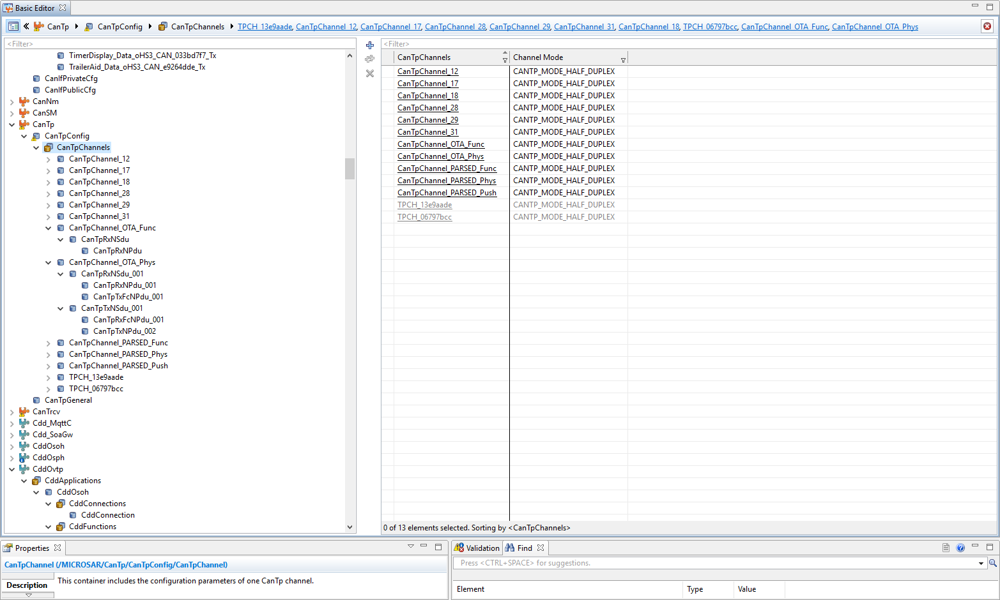 Basic Editor
CanTp CanTpConfig CanTpChannels TPCH_13e9aade, CanTpChannel_12, CanTpChannel_17, CanTpChannel_28, CanTpChannel_29, CanTpChannel_31, CanTpChannel_18, TPCH_06797bcc, CanTpChannel_OTA_Func, CanTpChannel_OTA_Phys
<Filter>
TimerDisplay_Data_oHS3_CAN_033bd7f7_Tx
TrailerAid_Data_oHS3_CAN_e9264dde_Tx
CanIfPrivateCfg
CanIfPublicCfg
CanNm
CanSM
CanTp
CanTpConfig
CanTpChannels
CanTpChannel_12
CanTpChannel_17
CanTpChannel_18
CanTpChannel_28
CanTpChannel_29
CanTpChannel_31
CanTpChannel_OTA_Func
CanTpRxNSdu
CanTpRxNPdu
CanTpChannel_OTA_Phys
CanTpRxNSdu_001
CanTpRxNPdu_001
CanTpTxFcNPdu_001
CanTpTxNSdu_001
CanTpRxFcNPdu_001
CanTpTxNPdu_002
CanTpChannel_PARSED_Func
CanTpChannel_PARSED_Phys
CanTpChannel_PARSED_Push
TPCH_13e9aade
TPCH_06797bcc
CanTpGeneral
CanTrcv
Cdd_MqttC
Cdd_SoaGw
CddOsoh
CddOsph
CddOvtp
CddApplications
CddOsoh
CddConnections
CddConnection
CddFunctions
<Filter>
CanTpChannels Channel Mode
CanTpChannel_12 CANTP_MODE_HALF_DUPLEX
CanTpChannel_17 CANTP_MODE_HALF_DUPLEX
CanTpChannel_18 CANTP_MODE_HALF_DUPLEX
CanTpChannel_28 CANTP_MODE_HALF_DUPLEX
CanTpChannel_29 CANTP_MODE_HALF_DUPLEX
CanTpChannel_31 CANTP_MODE_HALF_DUPLEX
CanTpChannel_OTA_Func CANTP_MODE_HALF_DUPLEX
CanTpChannel_OTA_Phys CANTP_MODE_HALF_DUPLEX
CanTpChannel_PARSED_Func CANTP_MODE_HALF_DUPLEX
CanTpChannel_PARSED_Phys CANTP_MODE_HALF_DUPLEX
CanTpChannel_PARSED_Push CANTP_MODE_HALF_DUPLEX
TPCH_13e9aade CANTP_MODE_HALF_DUPLEX
TPCH_06797bcc CANTP_MODE_HALF_DUPLEX
0 of 13 elements selected. Sorting by <CanTpChannels>
Properties
CanTpChannel (/MICROSAR/CanTp/CanTpConfig/CanTpChannel)
Description This container includes the configuration parameters of one CanTp channel.
Validation Find
Press <CTRL+SPACE> for suggestions.
Element Type Value